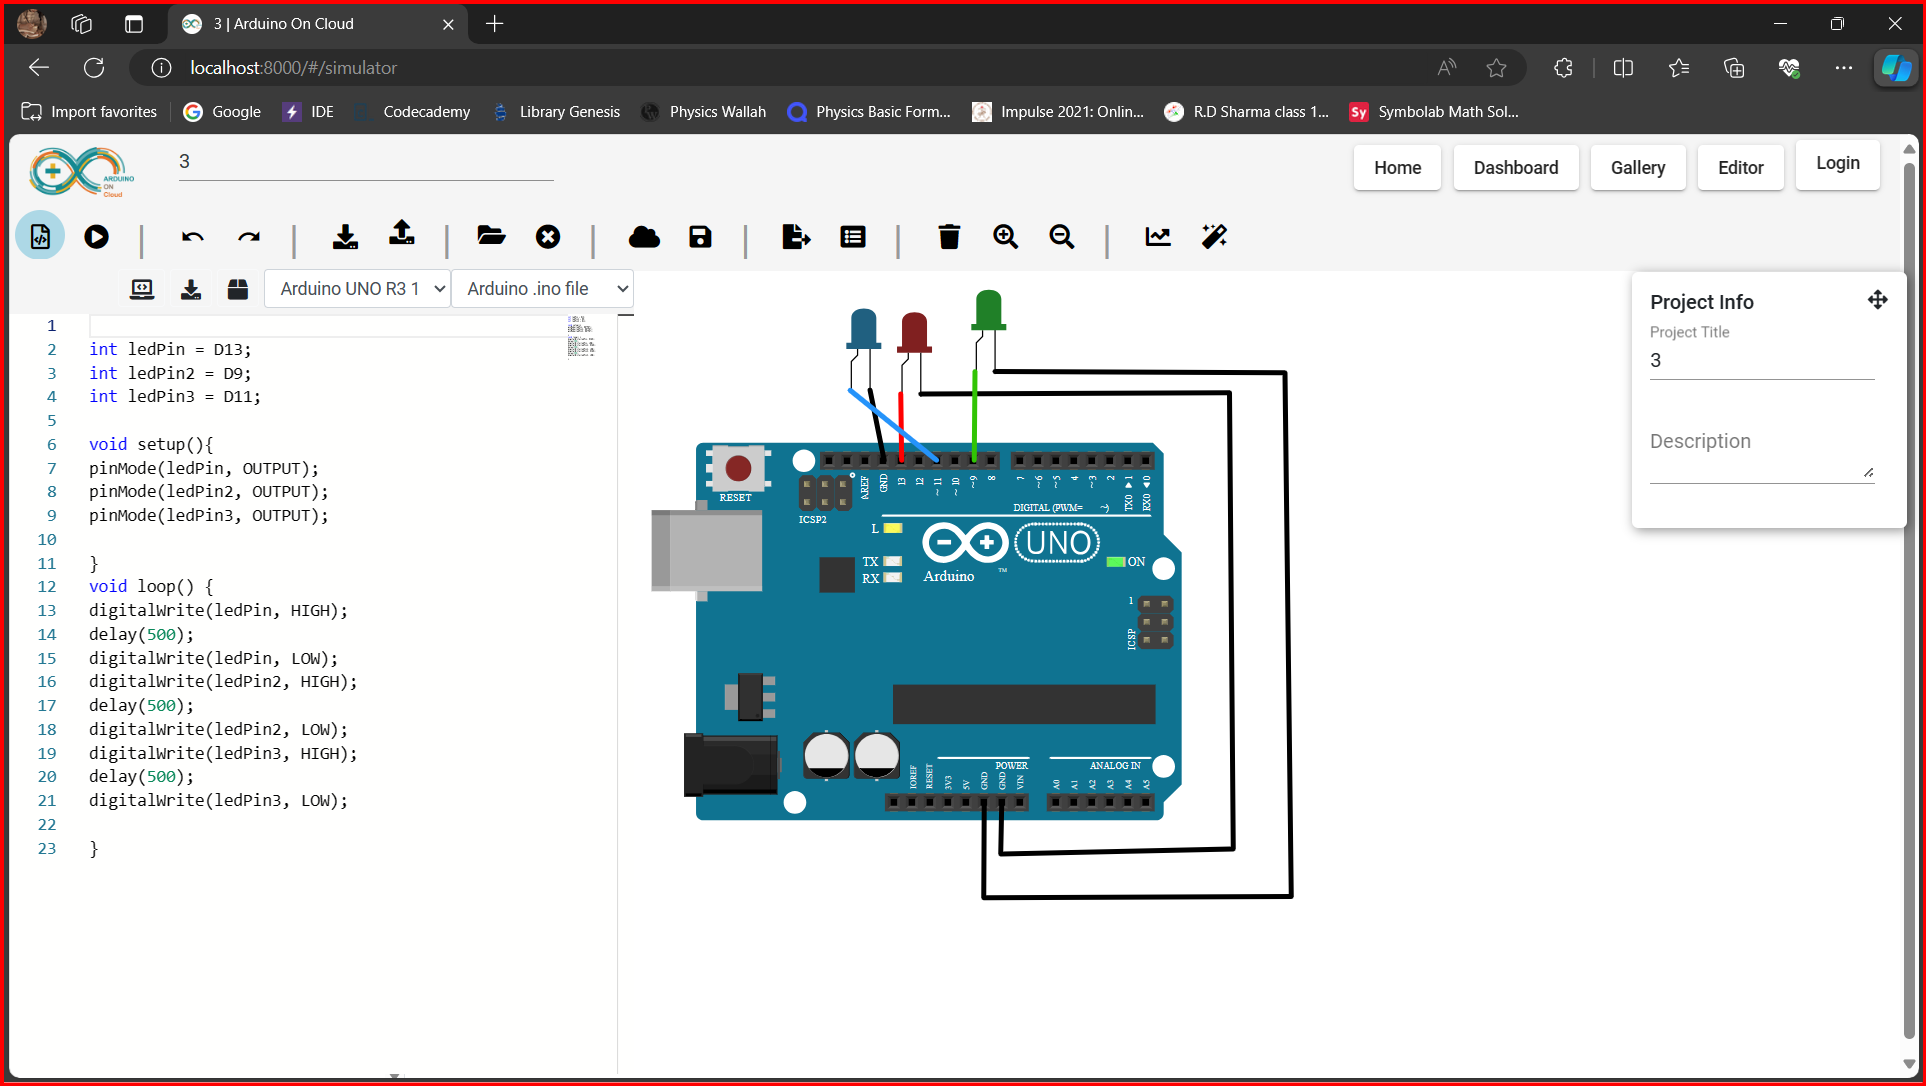 3 | Arduino On Cloud
localhost:8000/#/simulator
Import favorites
Google
IDE
Codecademy
Library Genesis
Physics Wallah
Physics Basic Form...
Impulse 2021: Onlin...
R.D Sharma class 1...
Sy Symbolab Math Sol...
ARDUINO
ON
Cloud
3
Home
Dashboard
Gallery
Editor
Login
Arduino UNO R3 1
Arduino .ino file
1
2 int ledPin = D13;
3 int ledPin2 = D9;
4 int ledPin3 = D11;
5
6 void setup(){
7 pinMode(ledPin, OUTPUT);
8 pinMode(ledPin2, OUTPUT);
9 pinMode(ledPin3, OUTPUT);
10
11 }
12 void loop() {
13 digitalWrite(ledPin, HIGH);
14 delay(500);
15 digitalWrite(ledPin, LOW);
16 digitalWrite(ledPin2, HIGH);
17 delay(500);
18 digitalWrite(ledPin2, LOW);
19 digitalWrite(ledPin3, HIGH);
20 delay(500);
21 digitalWrite(ledPin3, LOW);
22
23 }
RESET
ICSP2
AREF
GND
13
12
~11
~10
~9
8
7
~6
~5
4
~3
2
TX0 ▶ 1
RX0 ◀ 0
DIGITAL (PWM= ~)
L
TX
RX
UNO
Arduino
TM
ON
1
ICSP
POWER
ANALOG IN
IOREF
RESET
3V3
5V
GND
GND
VIN
A0
A1
A2
A3
A4
A5
Project Info
Project Title
3
Description